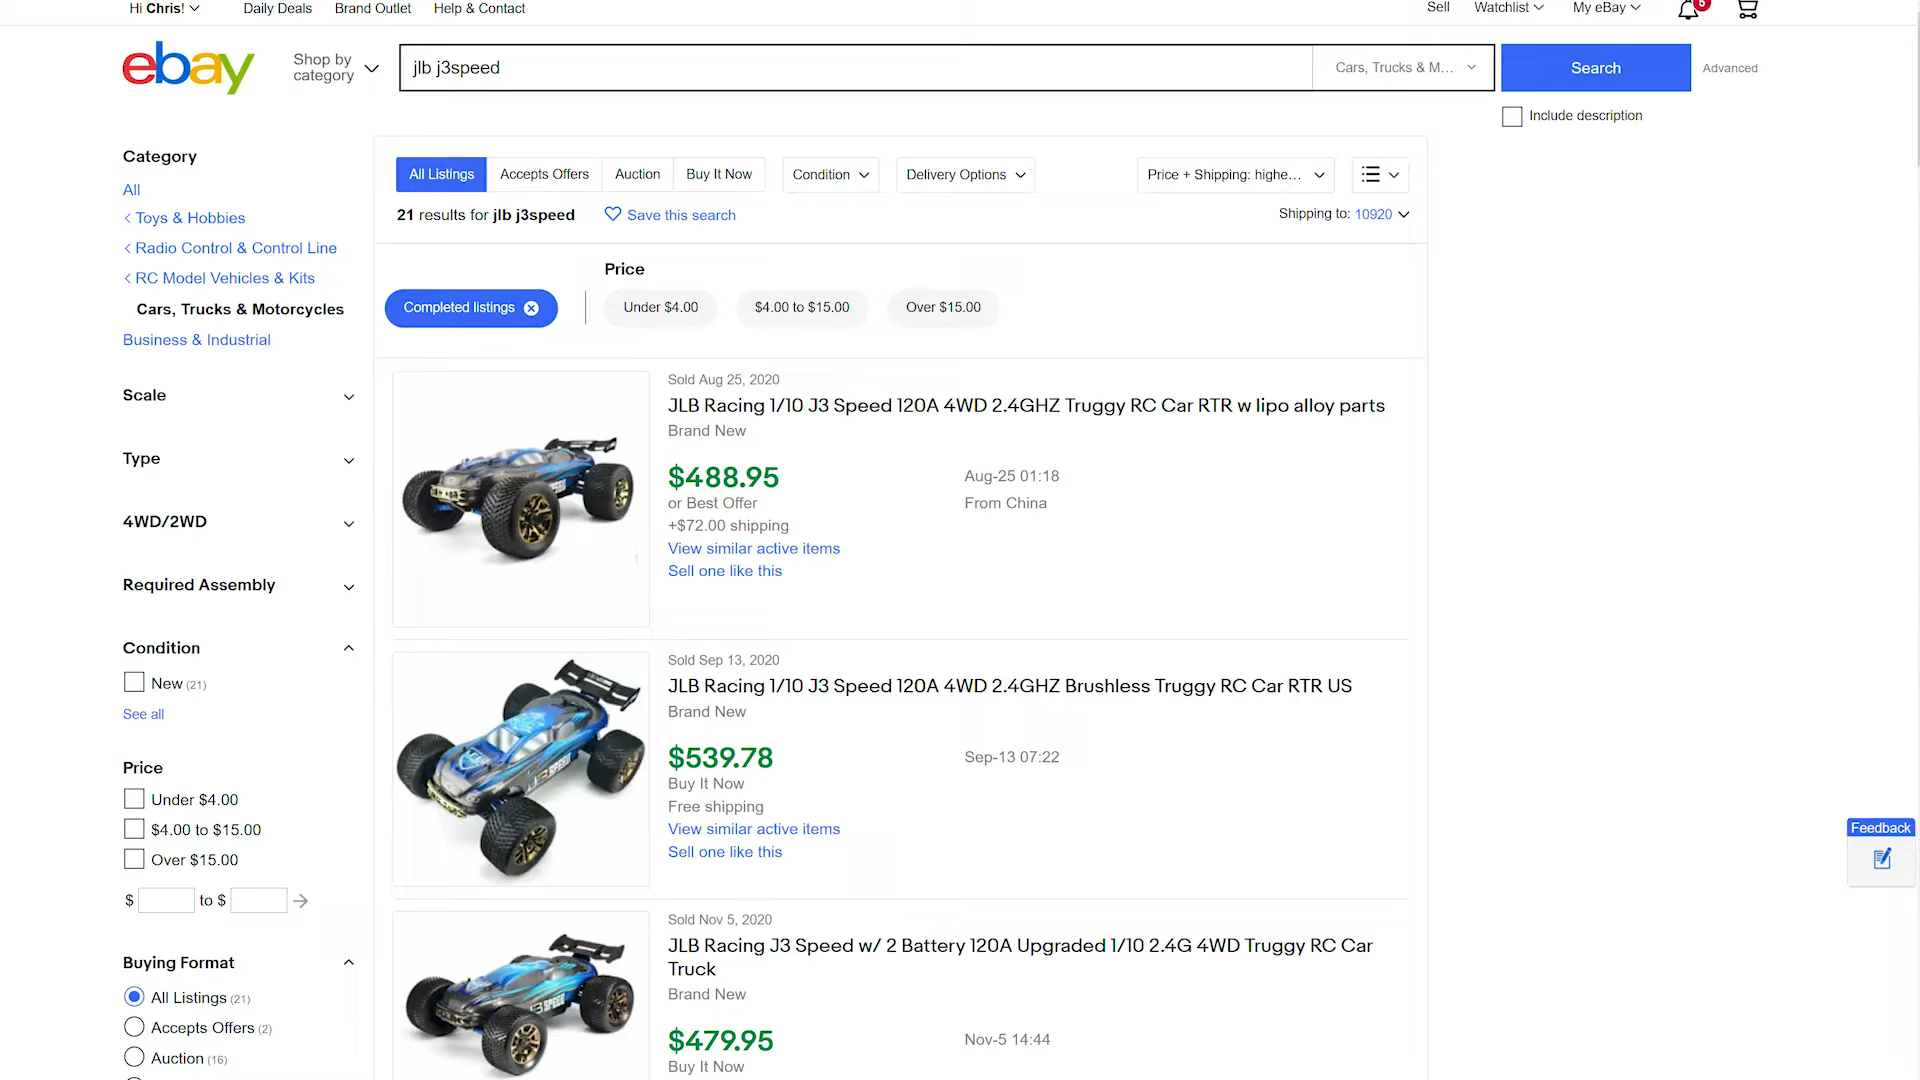 Hi Chris!
Daily Deals
Brand Outlet
Help & Contact
Sell
Watchlist
My eBay
5
ebay
Shop by
category
jlb j3speed
Cars, Trucks & M...
Search
Advanced
Include description
Category
All
Toys & Hobbies
Radio Control & Control Line
RC Model Vehicles & Kits
Cars, Trucks & Motorcycles
Business & Industrial
Scale
Type
4WD/2WD
Required Assembly
Condition
New (21)
See all
Price
Under $4.00
$4.00 to $15.00
Over $15.00
$ to $
Buying Format
All Listings (21)
Accepts Offers (2)
Auction (16)
All Listings
Accepts Offers
Auction
Buy It Now
Condition
Delivery Options
Price + Shipping: highe...
21 results for jlb j3speed
Save this search
Shipping to: 10920
Price
Completed listings
Under $4.00
$4.00 to $15.00
Over $15.00
Sold Aug 25, 2020
JLB Racing 1/10 J3 Speed 120A 4WD 2.4GHZ Truggy RC Car RTR w lipo alloy parts
Brand New
$488.95
Aug-25 01:18
or Best Offer
From China
+$72.00 shipping
View similar active items
Sell one like this
Sold Sep 13, 2020
JLB Racing 1/10 J3 Speed 120A 4WD 2.4GHZ Brushless Truggy RC Car RTR US
Brand New
$539.78
Sep-13 07:22
Buy It Now
Free shipping
View similar active items
Sell one like this
Sold Nov 5, 2020
JLB Racing J3 Speed w/ 2 Battery 120A Upgraded 1/10 2.4G 4WD Truggy RC Car
Truck
Brand New
$479.95
Nov-5 14:44
Buy It Now
Feedback